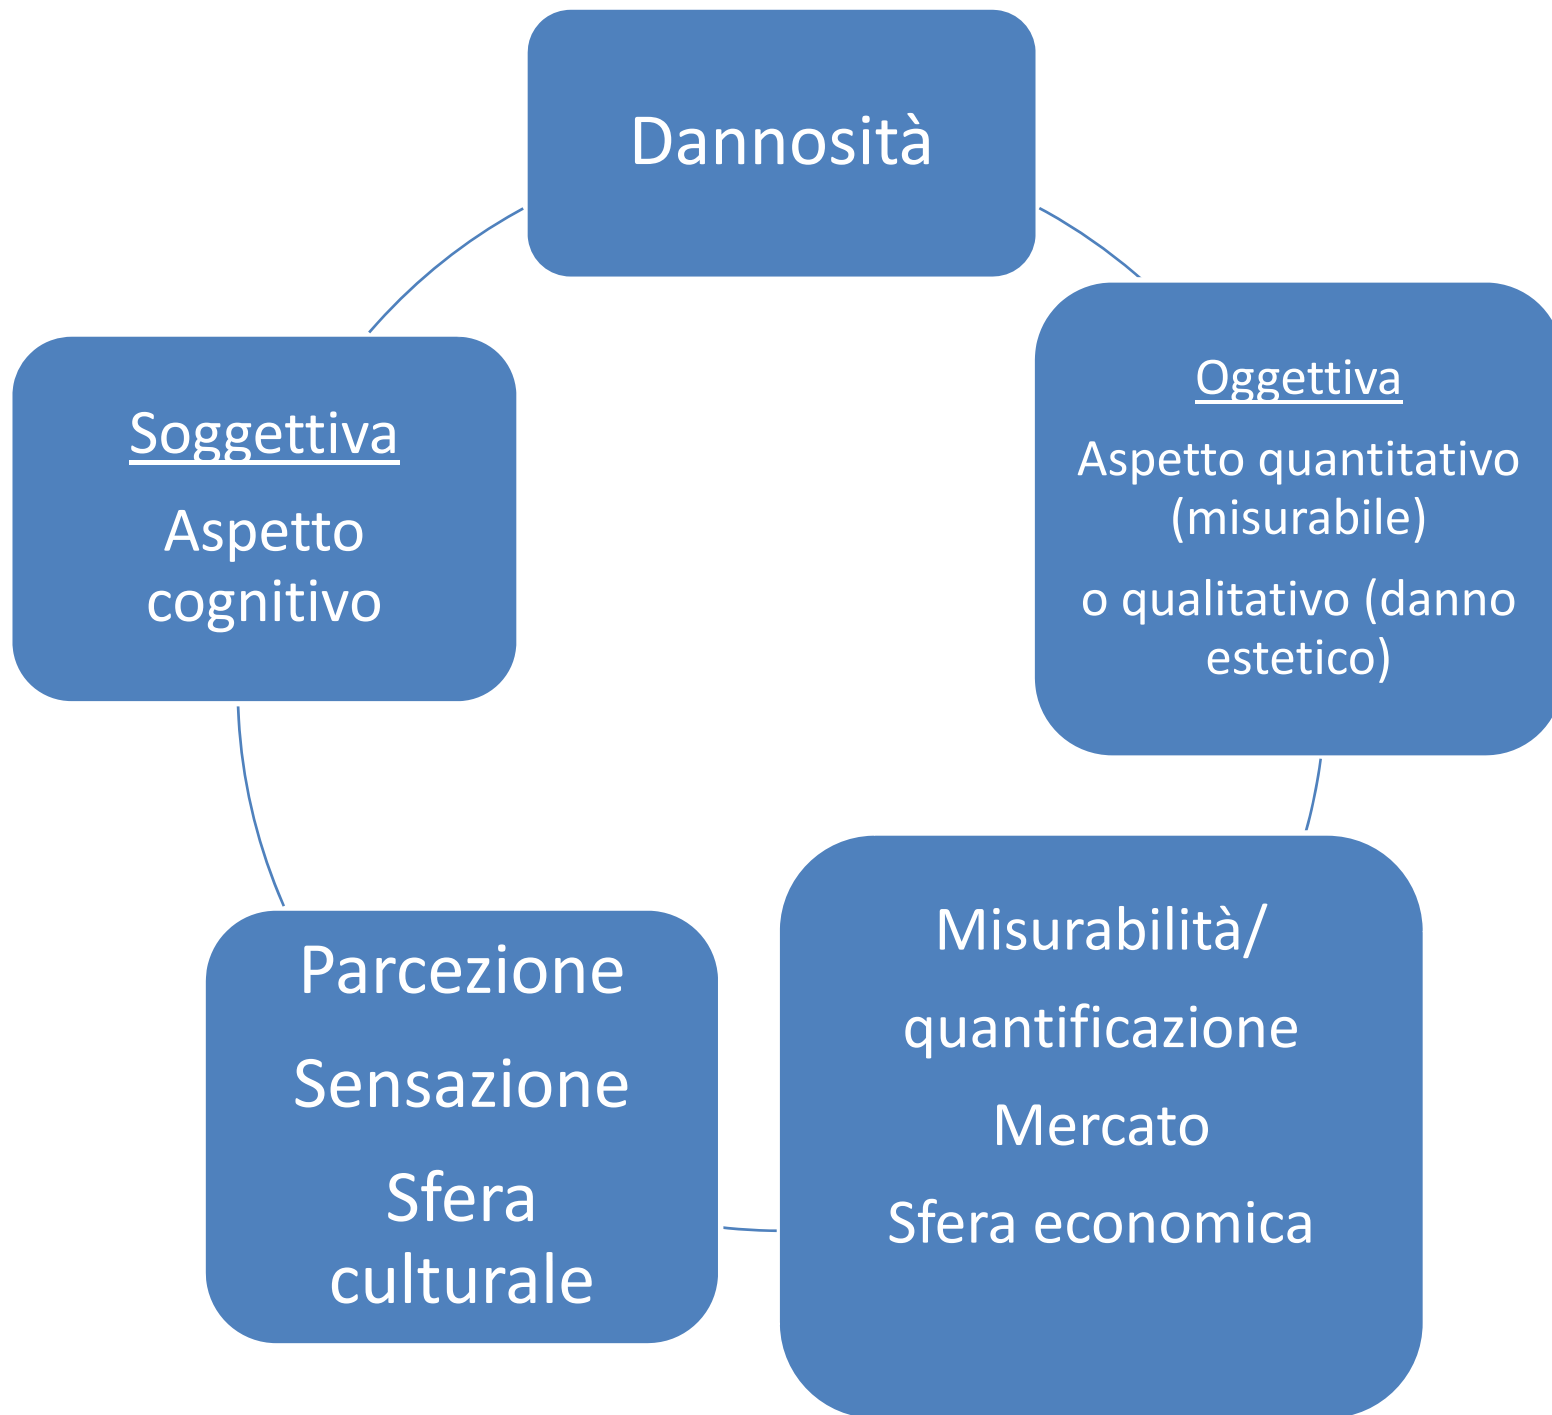 Dannosità
Oggettiva
Aspetto quantitativo
(misurabile)
o qualitativo (danno
estetico)
Misurabilità/
quantificazione
Mercato
Sfera economica
Parcezione
Sensazione
Sfera
culturale
Soggettiva
Aspetto
cognitivo